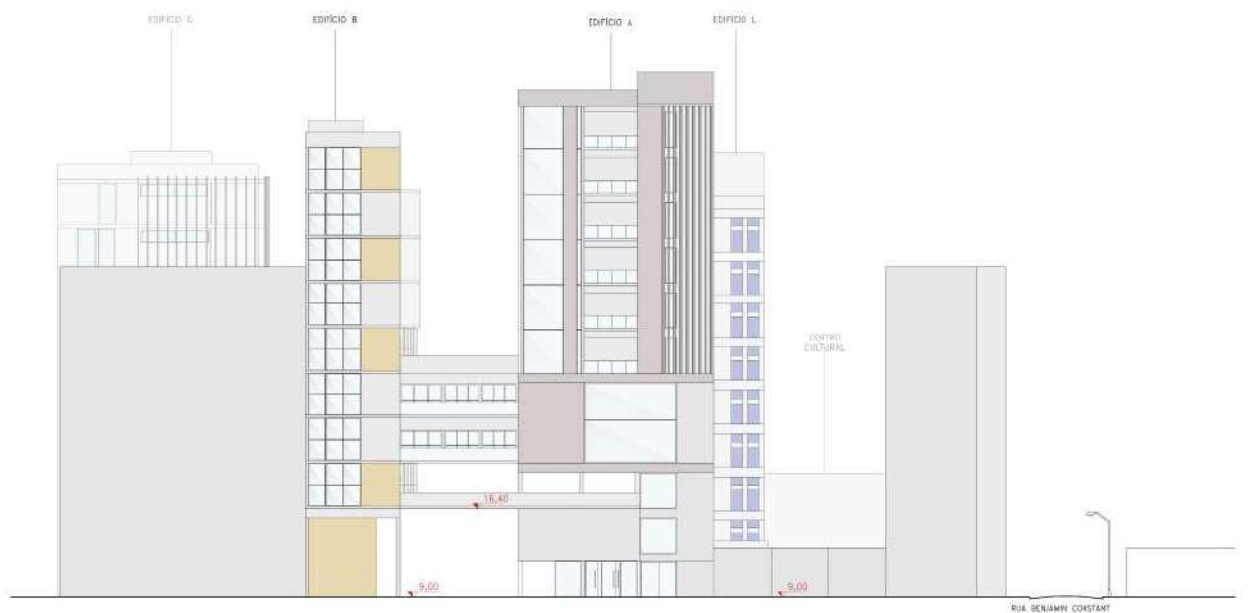 EDIFÍCIO G
EDIFÍCIO B
EDIFÍCIO A
EDIFÍCIO L
CENTRO
CULTURAL
16,40
9,00
9,00
RUA BENJAMIN CONSTANT